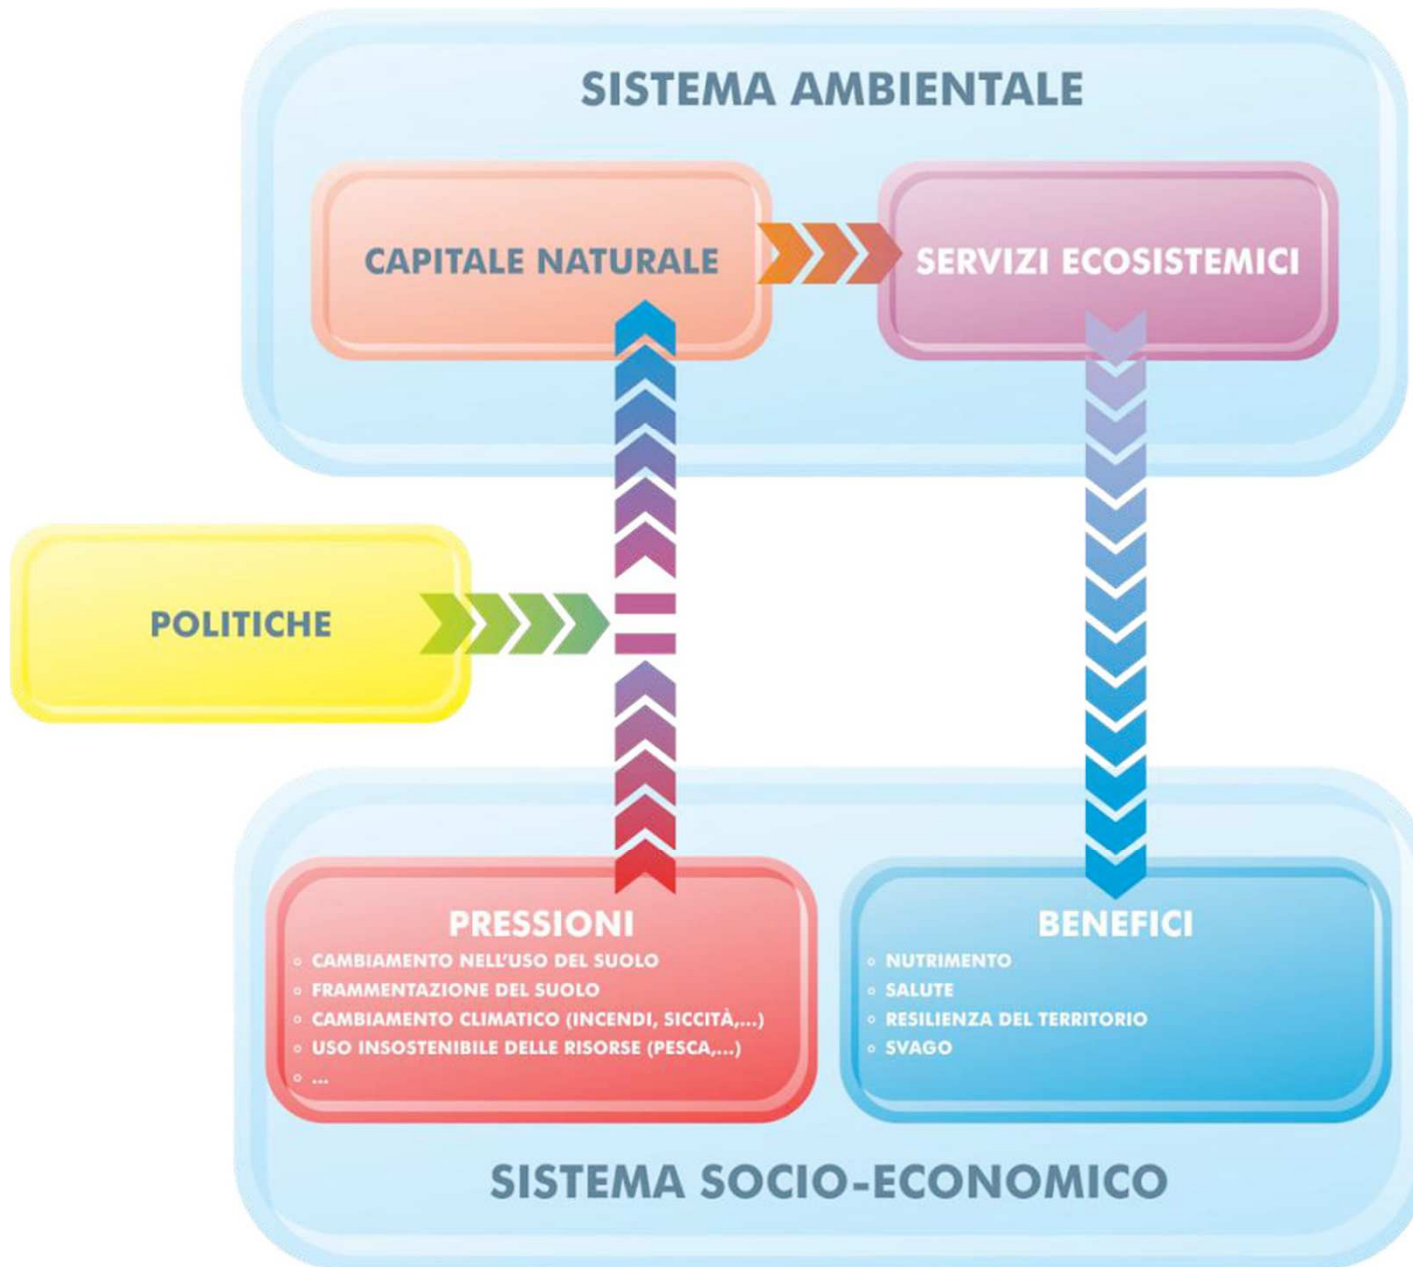 SISTEMA AMBIENTALE
CAPITALE NATURALE
SERVIZI ECOSISTEMICI
POLITICHE
PRESSIONI
◦ CAMBIAMENTO NELL'USO DEL SUOLO
◦ FRAMMENTAZIONE DEL SUOLO
◦ CAMBIAMENTO CLIMATICO (INCENDI, SICCITÀ,...)
◦ USO INSOSTENIBILE DELLE RISORSE (PESCA,...)
◦ ...
BENEFICI
◦ NUTRIMENTO
◦ SALUTE
◦ RESILIENZA DEL TERRITORIO
◦ SVAGO
SISTEMA SOCIO-ECONOMICO